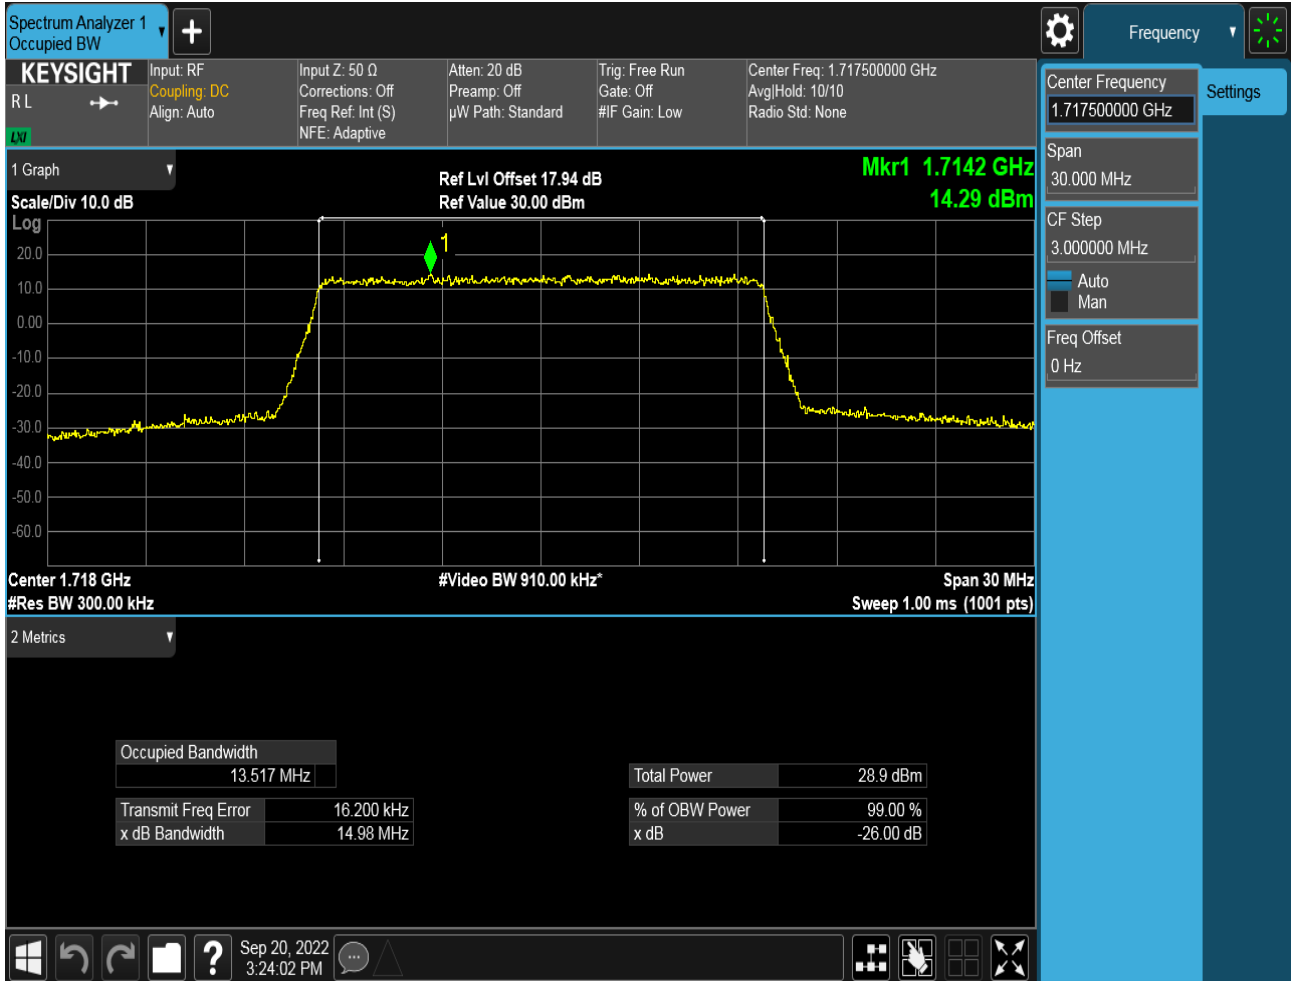 Spectrum Analyzer 1
Occupied BW
Frequency
KEYSIGHT
R L
LXI
Input: RF
Coupling: DC
Align: Auto
Input Z: 50 Ω
Corrections: Off
Freq Ref: Int (S)
NFE: Adaptive
Atten: 20 dB
Preamp: Off
µW Path: Standard
Trig: Free Run
Gate: Off
#IF Gain: Low
Center Freq: 1.717500000 GHz
Avg|Hold: 10/10
Radio Std: None
Center Frequency
1.717500000 GHz
Settings
Span
30.000 MHz
CF Step
3.000000 MHz
Auto
Man
Freq Offset
0 Hz
1 Graph
Scale/Div 10.0 dB
Ref Lvl Offset 17.94 dB
Ref Value 30.00 dBm
Mkr1 1.7142 GHz
14.29 dBm
Log
1
20.0
10.0
0.00
-10.0
-20.0
-30.0
-40.0
-50.0
-60.0
Center 1.718 GHz
#Video BW 910.00 kHz*
Span 30 MHz
#Res BW 300.00 kHz
Sweep 1.00 ms (1001 pts)
2 Metrics
Occupied Bandwidth
13.517 MHz
Transmit Freq Error 16.200 kHz
x dB Bandwidth 14.98 MHz
Total Power 28.9 dBm
% of OBW Power 99.00 %
x dB -26.00 dB
?
Sep 20, 2022
3:24:02 PM